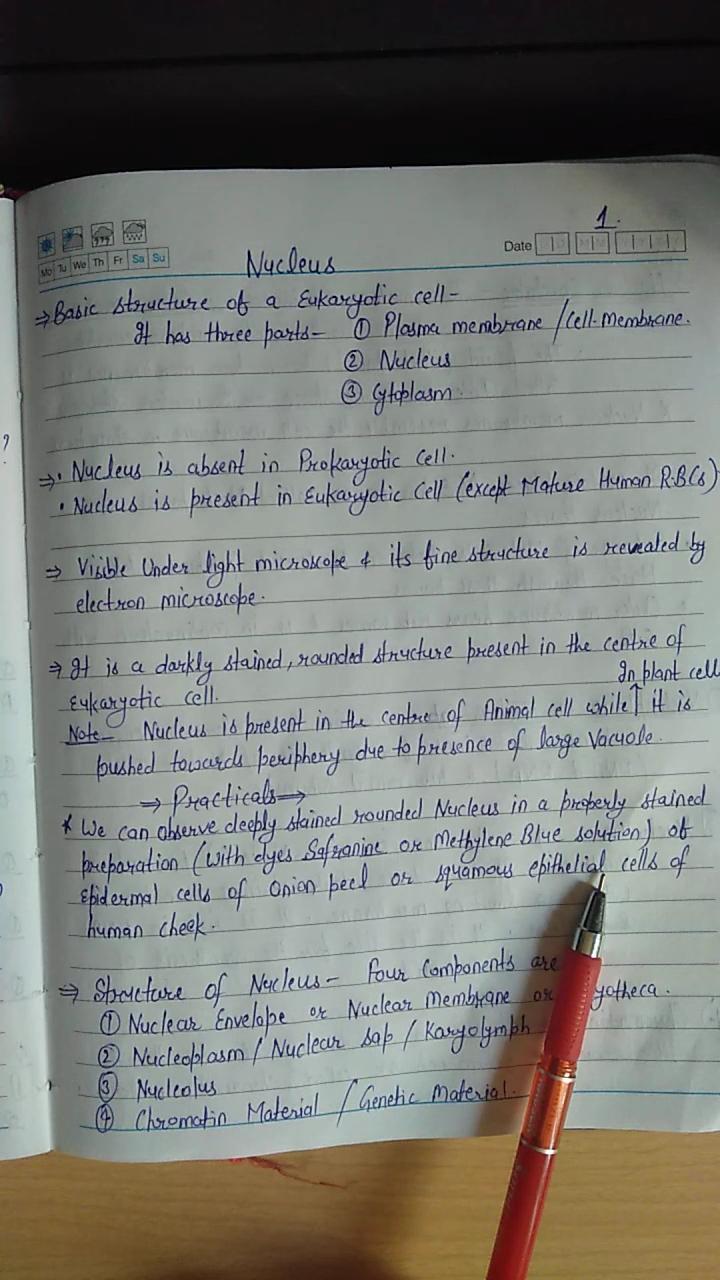 1.
Date
Mo Tu We Th Fr Sa Su
Nucleus
⇒ Basic structure of a Eukaryotic cell-
It has three parts- ① Plasma membrane / Cell-Membrane.
② Nucleus
③ Cytoplasm.
?
⇒ • Nucleus is absent in Prokaryotic Cell.
• Nucleus is present in Eukaryotic Cell (except Mature Human R.B.Cs)
⇒ Visible Under light microscope & its fine structure is revealed by
electron microscope.
⇒ It is a darkly stained, rounded structure present in the centre of
Eukaryotic cell.
In plant cell
Note- Nucleus is present in the centre of Animal cell while ↑ it is
pushed towards periphery due to presence of large Vacuole.
⇒ Practicals ⇒
* We can observe deeply stained rounded Nucleus in a properly stained
preparation (with dyes Safranine or Methylene Blue solution) of
Epidermal cells of Onion peel or squamous epithelial cells of
human cheek.
⇒ Structure of Nucleus- Four Components are
① Nuclear Envelope or Nuclear Membrane or yotheca.
② Nucleoplasm / Nuclear sap / Karyolymph
③ Nucleolus
④ Chromatin Material / Genetic Material.